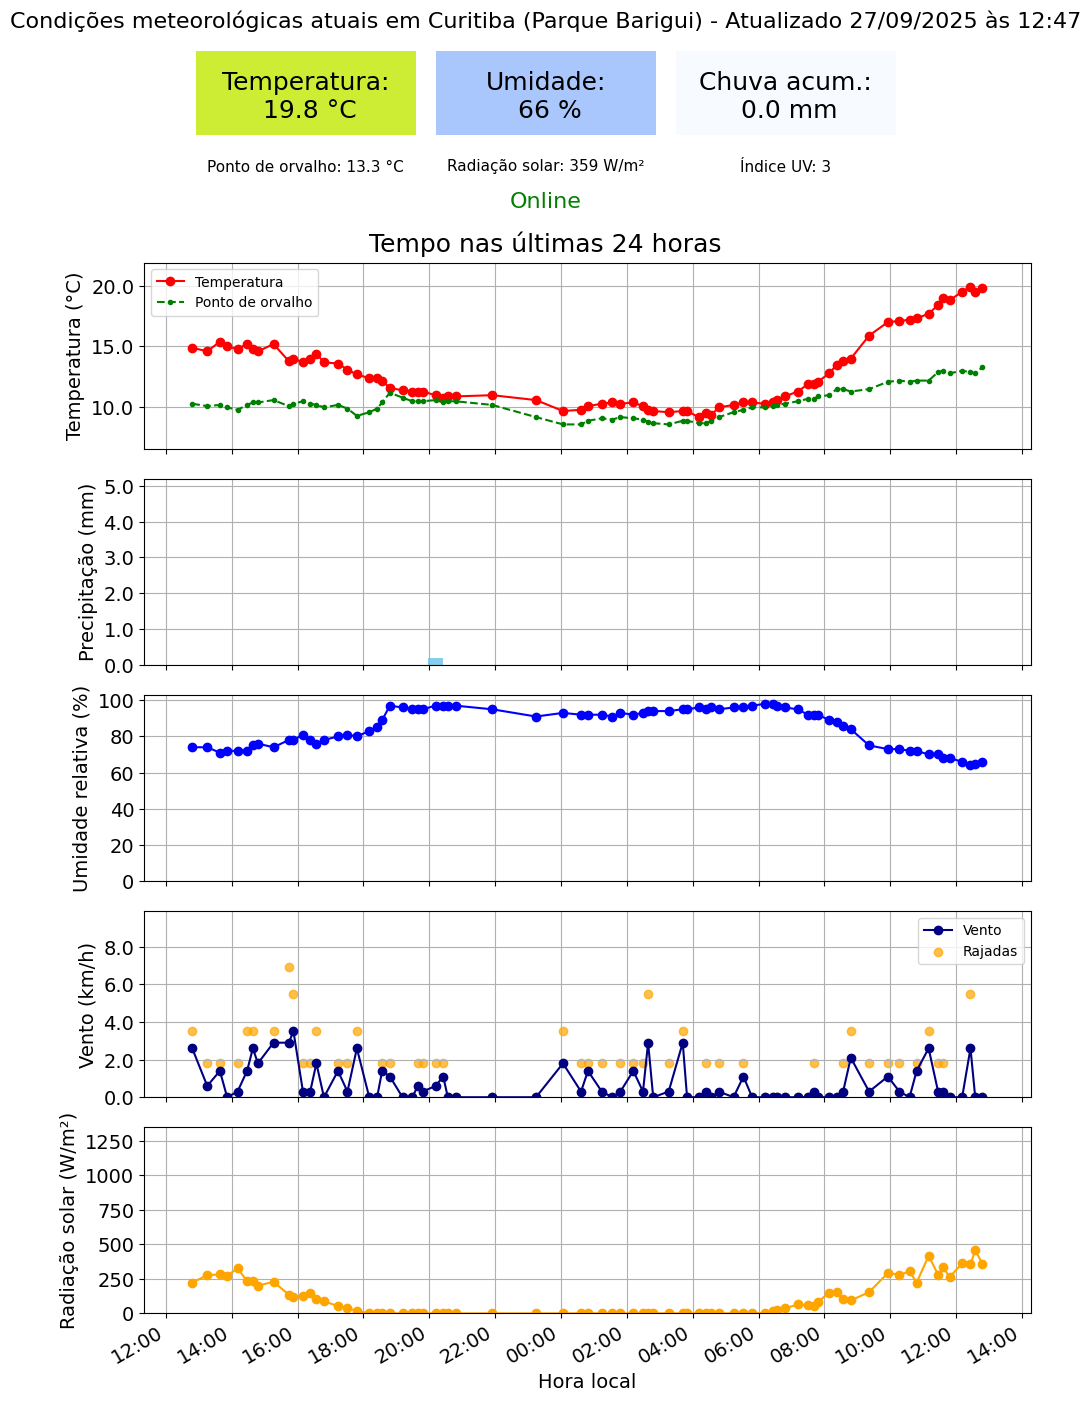 Condições meteorológicas atuais em Curitiba (Parque Barigui) - Atualizado 27/09/2025 às 12:47
Temperatura:
19.8 °C
Umidade:
66 %
Chuva acum.:
0.0 mm
Ponto de orvalho: 13.3 °C
Radiação solar: 359 W/m²
Índice UV: 3
Online
Tempo nas últimas 24 horas
Temperatura (°C)
20.0
15.0
10.0
Temperatura
Ponto de orvalho
Precipitação (mm)
5.0
4.0
3.0
2.0
1.0
0.0
Umidade relativa (%)
100
80
60
40
20
0
Vento (km/h)
8.0
6.0
4.0
2.0
0.0
Vento
Rajadas
Radiação solar (W/m²)
1250
1000
750
500
250
0
12:00
14:00
16:00
18:00
20:00
22:00
00:00
02:00
04:00
06:00
08:00
10:00
12:00
14:00
Hora local